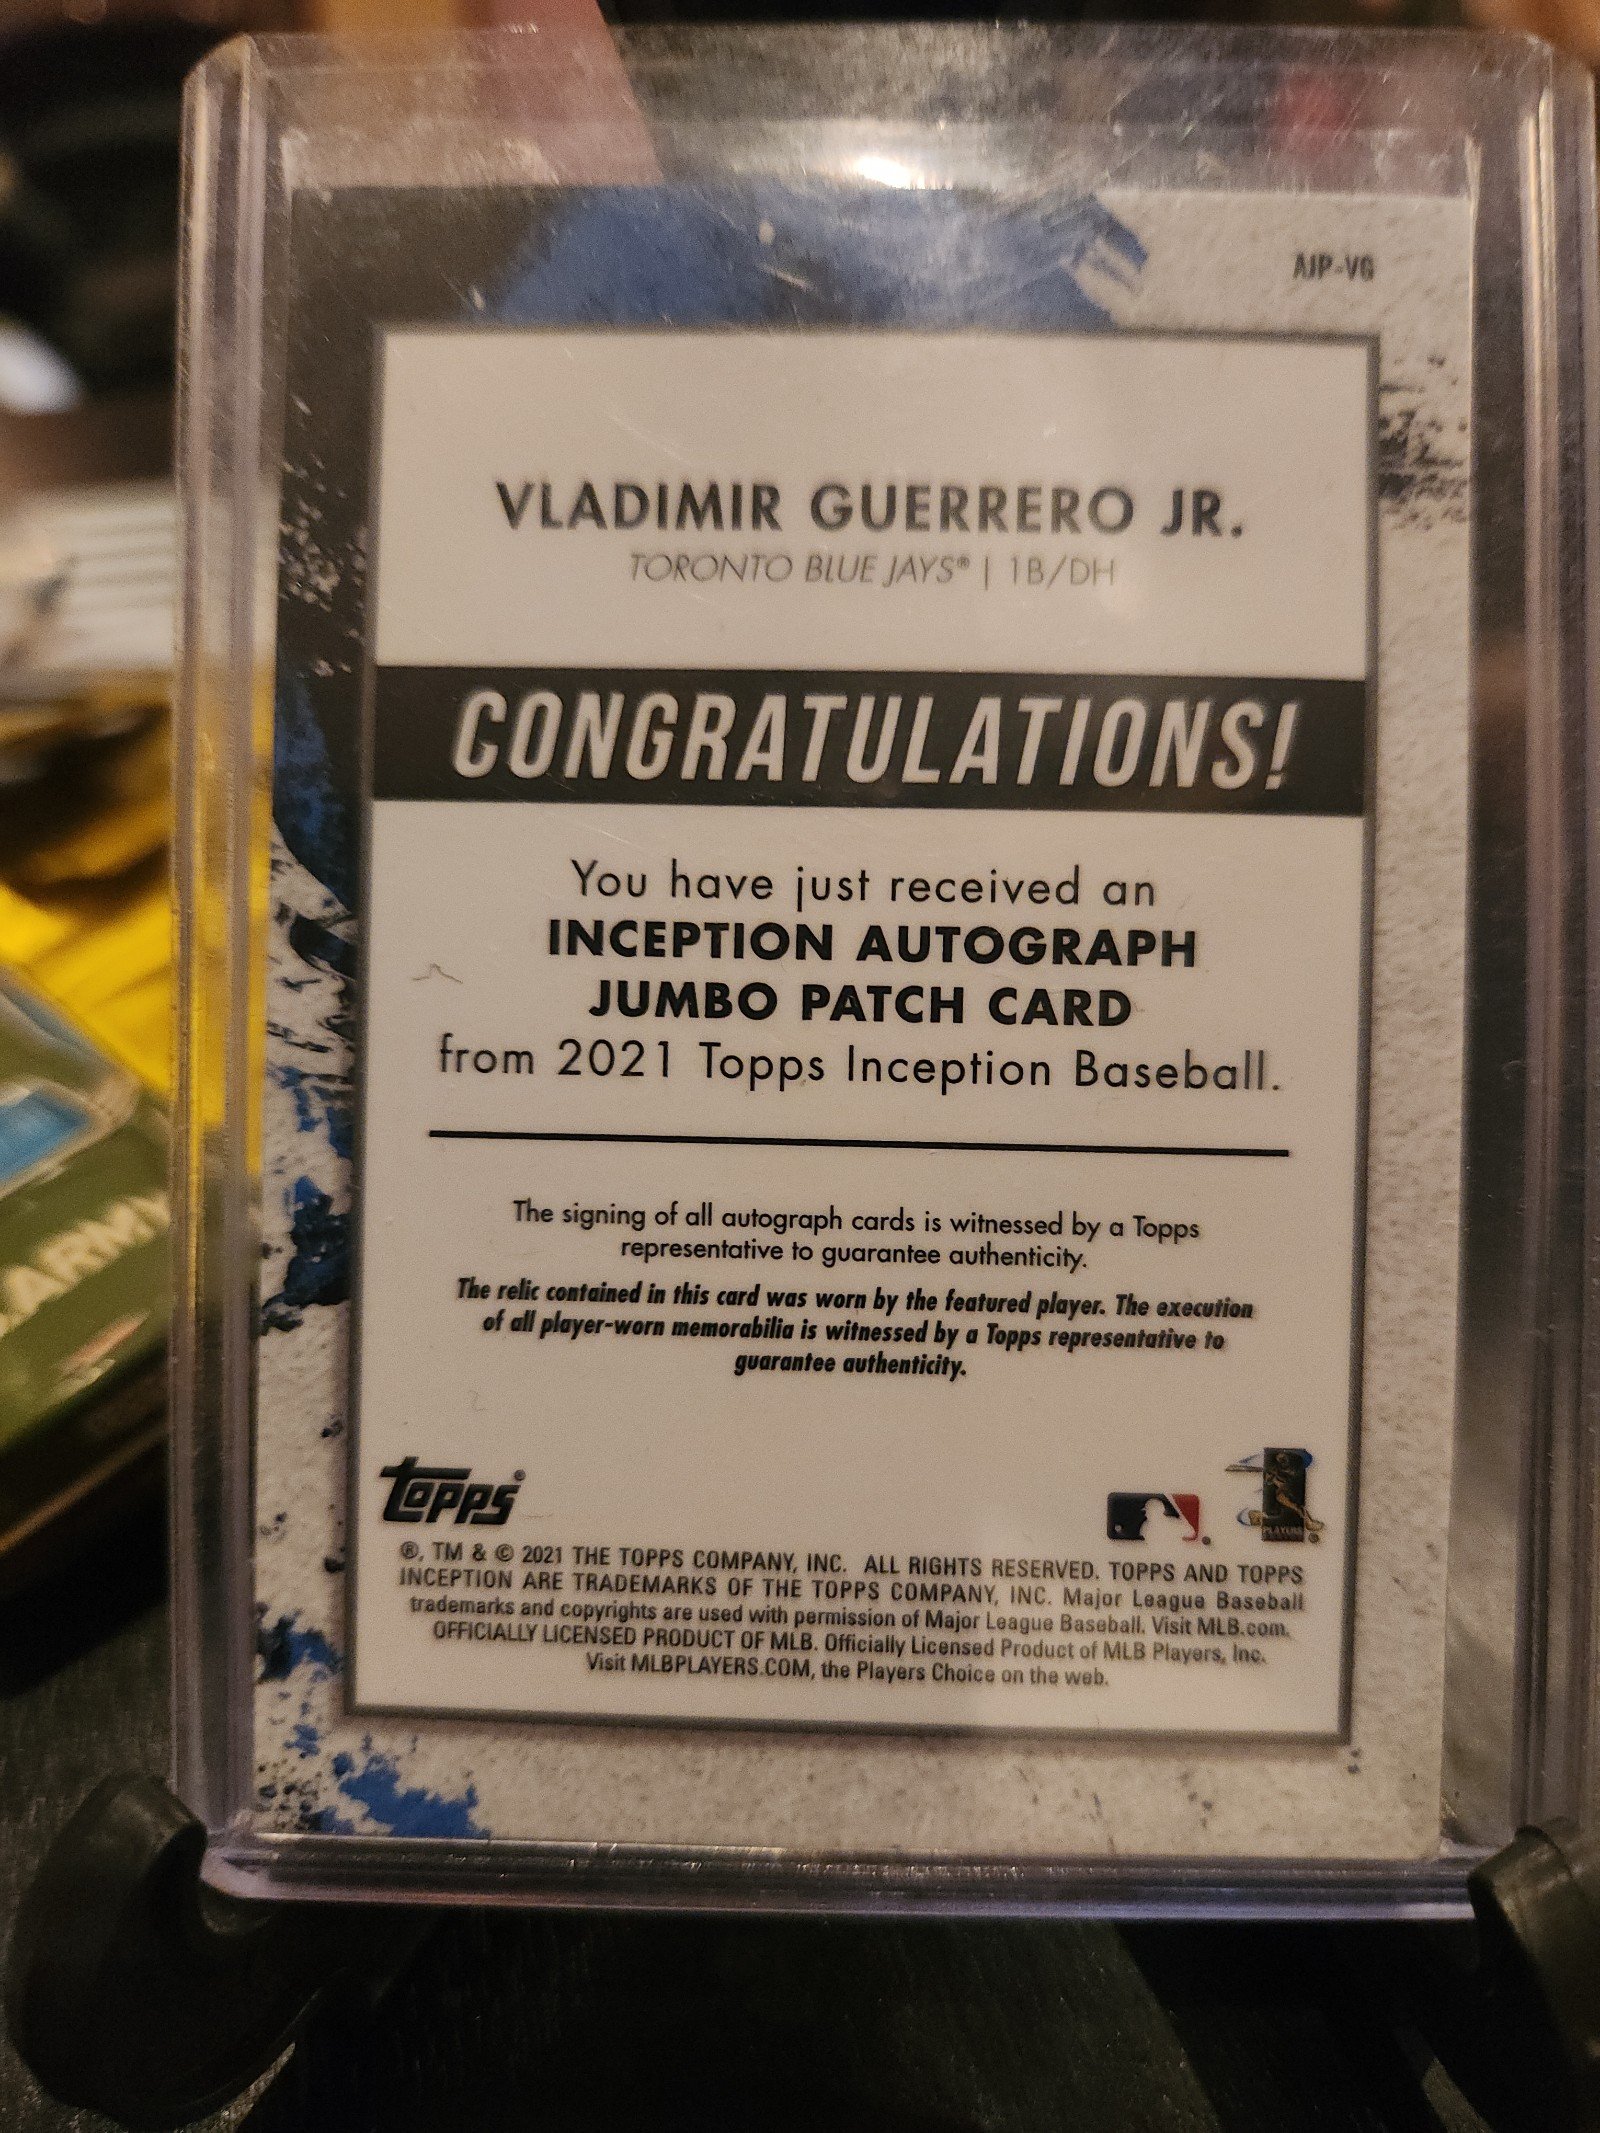 AJP-VG
VLADIMIR GUERRERO JR.
TORONTO BLUE JAYS® | 1B/DH
CONGRATULATIONS!
You have just received an
INCEPTION AUTOGRAPH
JUMBO PATCH CARD
from 2021 Topps Inception Baseball.
The signing of all autograph cards is witnessed by a Topps
representative to guarantee authenticity.
The relic contained in this card was worn by the featured player. The execution
of all player-worn memorabilia is witnessed by a Topps representative to
guarantee authenticity.
topps®
PLAYERS
®, TM & © 2021 THE TOPPS COMPANY, INC. ALL RIGHTS RESERVED. TOPPS AND TOPPS
INCEPTION ARE TRADEMARKS OF THE TOPPS COMPANY, INC. Major League Baseball
trademarks and copyrights are used with permission of Major League Baseball. Visit MLB.com.
OFFICIALLY LICENSED PRODUCT OF MLB. Officially Licensed Product of MLB Players, Inc.
Visit MLBPLAYERS.COM, the Players Choice on the web.
ARMY